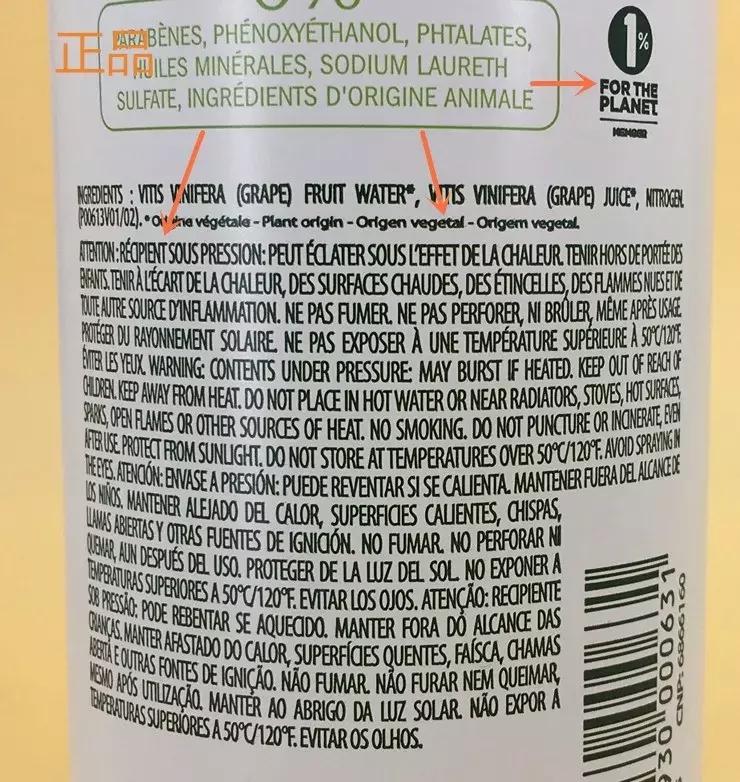 0%
正品
PARABÈNES, PHÉNOXYÉTHANOL, PHTALATES,
HUILES MINÉRALES, SODIUM LAURETH
SULFATE, INGRÉDIENTS D'ORIGINE ANIMALE
1%
FOR THE
PLANET
MEMBER
INGREDIENTS : VITIS VINIFERA (GRAPE) FRUIT WATER*, VITIS VINIFERA (GRAPE) JUICE*, NITROGEN.
(P00613V01/02). *Origine végétale - Plant origin - Origen vegetal - Origem vegetal.
ATTENTION : RÉCIPIENT SOUS PRESSION: PEUT ÉCLATER SOUS L'EFFET DE LA CHALEUR. TENIR HORS DE PORTÉE DES
ENFANTS. TENIR À L'ÉCART DE LA CHALEUR, DES SURFACES CHAUDES, DES ÉTINCELLES, DES FLAMMES NUES ET DE
TOUTE AUTRE SOURCE D'INFLAMMATION. NE PAS FUMER. NE PAS PERFORER, NI BRÛLER, MÊME APRÈS USAGE.
PROTÉGER DU RAYONNEMENT SOLAIRE. NE PAS EXPOSER À UNE TEMPÉRATURE SUPÉRIEURE À 50°C/120°F.
ÉVITER LES YEUX. WARNING: CONTENTS UNDER PRESSURE: MAY BURST IF HEATED. KEEP OUT OF REACH OF
CHILDREN. KEEP AWAY FROM HEAT. DO NOT PLACE IN HOT WATER OR NEAR RADIATORS, STOVES, HOT SURFACES,
SPARKS, OPEN FLAMES OR OTHER SOURCES OF HEAT. NO SMOKING. DO NOT PUNCTURE OR INCINERATE, EVEN
AFTER USE. PROTECT FROM SUNLIGHT. DO NOT STORE AT TEMPERATURES OVER 50°C/120°F. AVOID SPRAYING IN
THE EYES. ATENCIÓN: ENVASE A PRESIÓN: PUEDE REVENTAR SI SE CALIENTA. MANTENER FUERA DEL ALCANCE DE
LOS NIÑOS. MANTENER ALEJADO DEL CALOR, SUPERFICIES CALIENTES, CHISPAS,
LLAMAS ABIERTAS Y OTRAS FUENTES DE IGNICIÓN. NO FUMAR. NO PERFORAR NI
QUEMAR, AUN DESPUÉS DEL USO. PROTEGER DE LA LUZ DEL SOL. NO EXPONER A
TEMPERATURAS SUPERIORES A 50°C/120°F. EVITAR LOS OJOS. ATENÇÃO: RECIPIENTE
SOB PRESSÃO: PODE REBENTAR SE AQUECIDO. MANTER FORA DO ALCANCE DAS
CRIANÇAS. MANTER AFASTADO DO CALOR, SUPERFÍCIES QUENTES, FAÍSCA, CHAMAS
ABERTA E OUTRAS FONTES DE IGNIÇÃO. NÃO FUMAR. NÃO FURAR NEM QUEIMAR,
MESMO APÓS UTILIZAÇÃO. MANTER AO ABRIGO DA LUZ SOLAR. NÃO EXPOR A
TEMPERATURAS SUPERIORES A 50°C/120°F. EVITAR OS OLHOS.
930 000631
CNP: 6866160